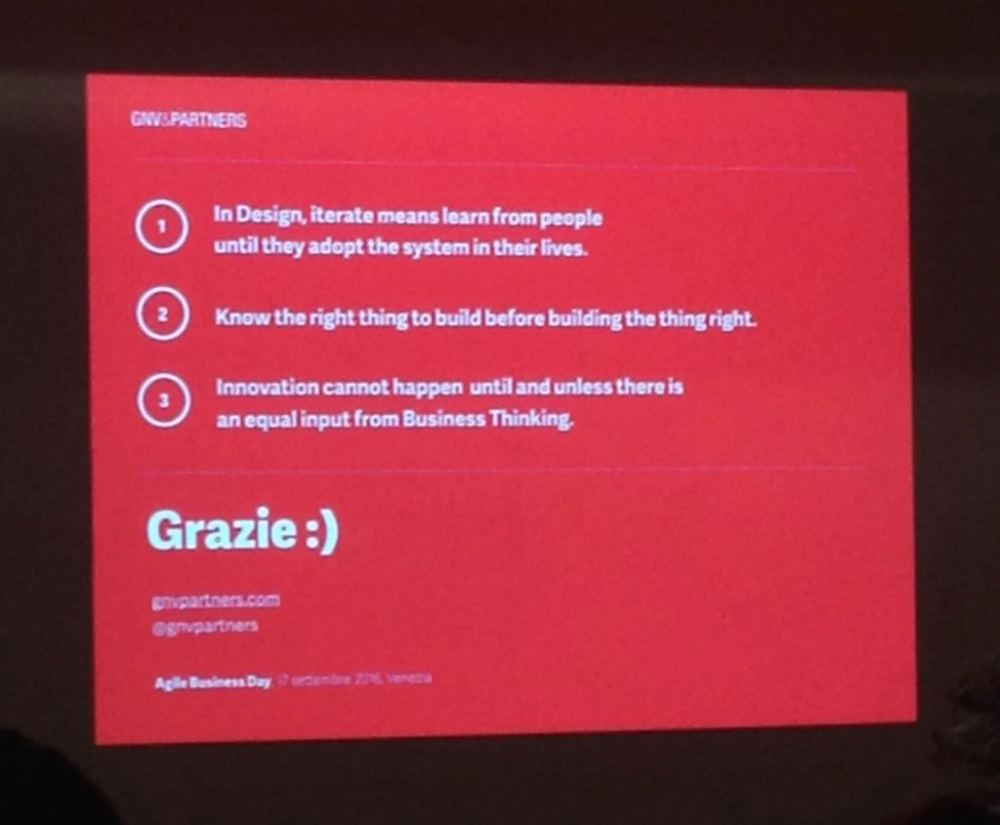 GNV&PARTNERS
1
In Design, iterate means learn from people
until they adopt the system in their lives.
2
Know the right thing to build before building the thing right.
3
Innovation cannot happen until and unless there is
an equal input from Business Thinking.
Grazie :)
gnvpartners.com
@gnvpartners
Agile Business Day 17 settembre 2016, Venezia